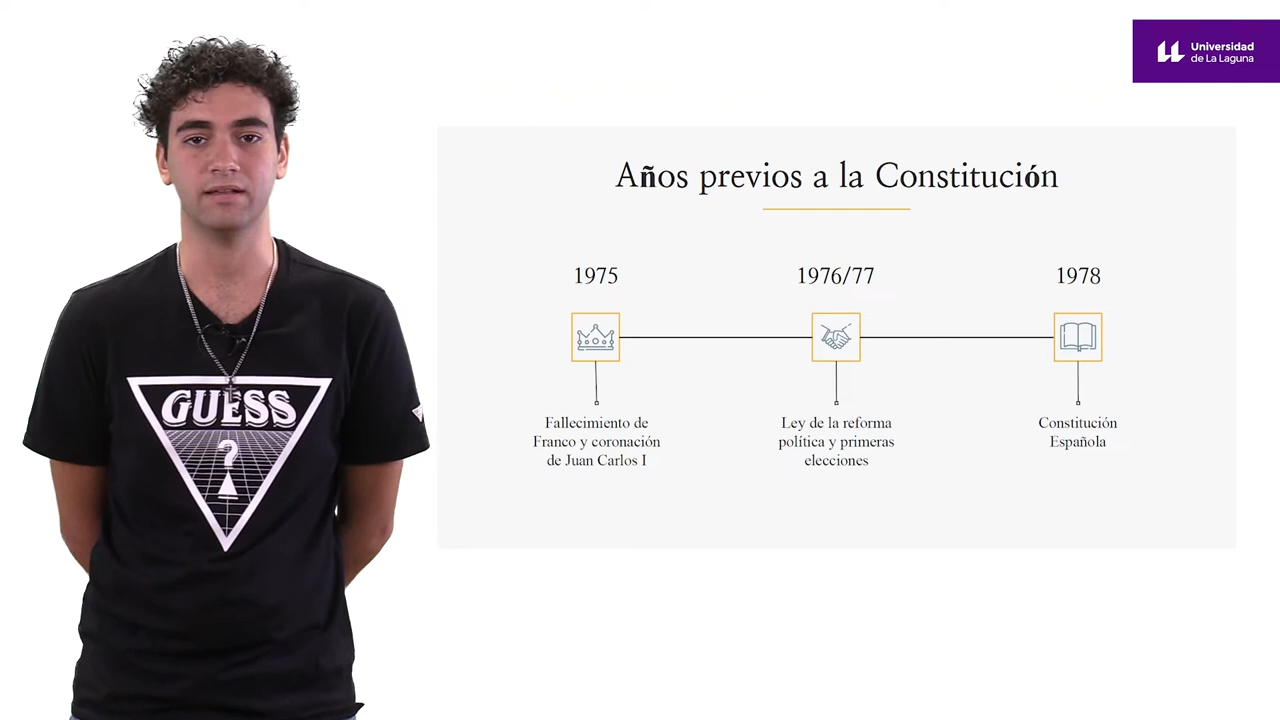 Universidad
de La Laguna
Años previos a la Constitución
1975
1976/77
1978
Fallecimiento de
Franco y coronación
de Juan Carlos I
Ley de la reforma
política y primeras
elecciones
Constitución
Española
GUESS
?